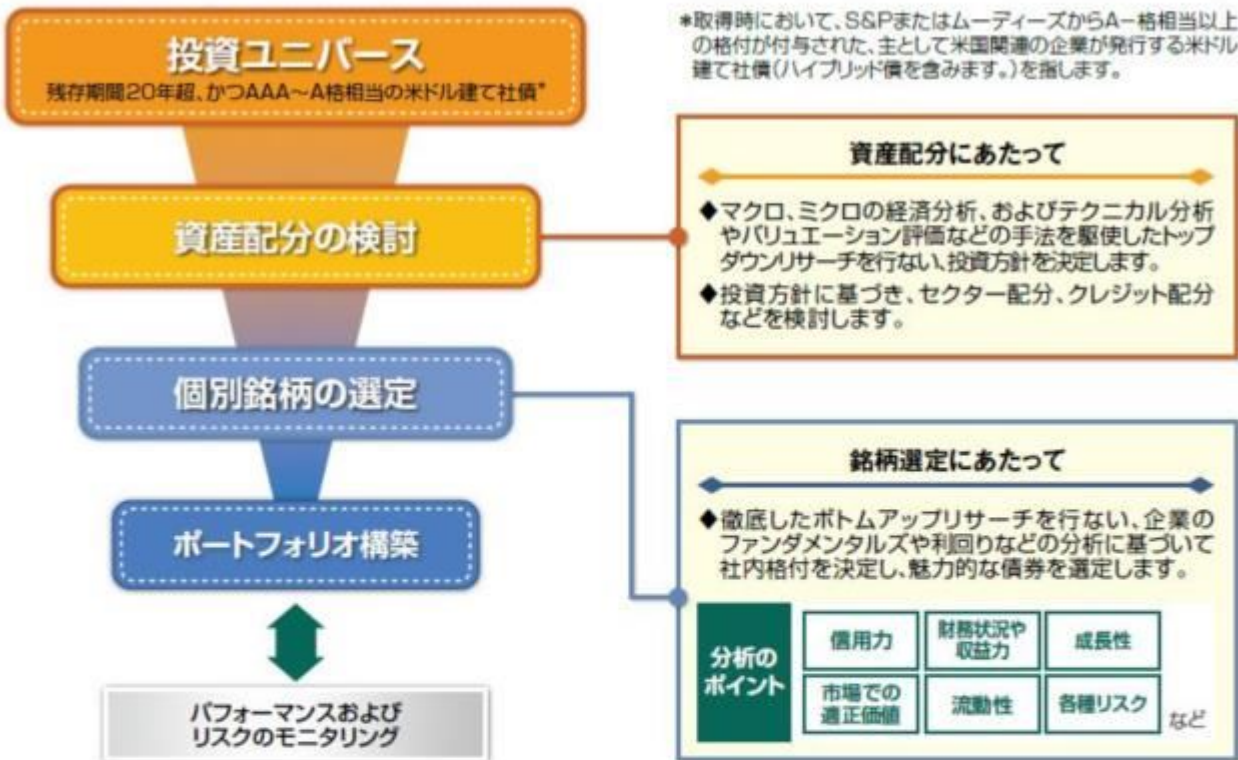 投資ユニバース
残存期間20年超、かつAAA～A格相当の米ドル建て社債*
*取得時において、S&PまたはムーディーズからA－格相当以上
の格付が付与された、主として米国関連の企業が発行する米ドル
建て社債(ハイブリッド債を含みます。)を指します。
資産配分の検討
資産配分にあたって
◆マクロ、ミクロの経済分析、およびテクニカル分析
やバリュエーション評価などの手法を駆使したトップ
ダウンリサーチを行ない、投資方針を決定します。
◆投資方針に基づき、セクター配分、クレジット配分
などを検討します。
個別銘柄の選定
銘柄選定にあたって
◆徹底したボトムアップリサーチを行ない、企業の
ファンダメンタルズや利回りなどの分析に基づいて
社内格付を決定し、魅力的な債券を選定します。
分析の
ポイント
信用力
財務状況や
収益力
成長性
市場での
適正価値
流動性
各種リスク
など
ポートフォリオ構築
パフォーマンスおよび
リスクのモニタリング